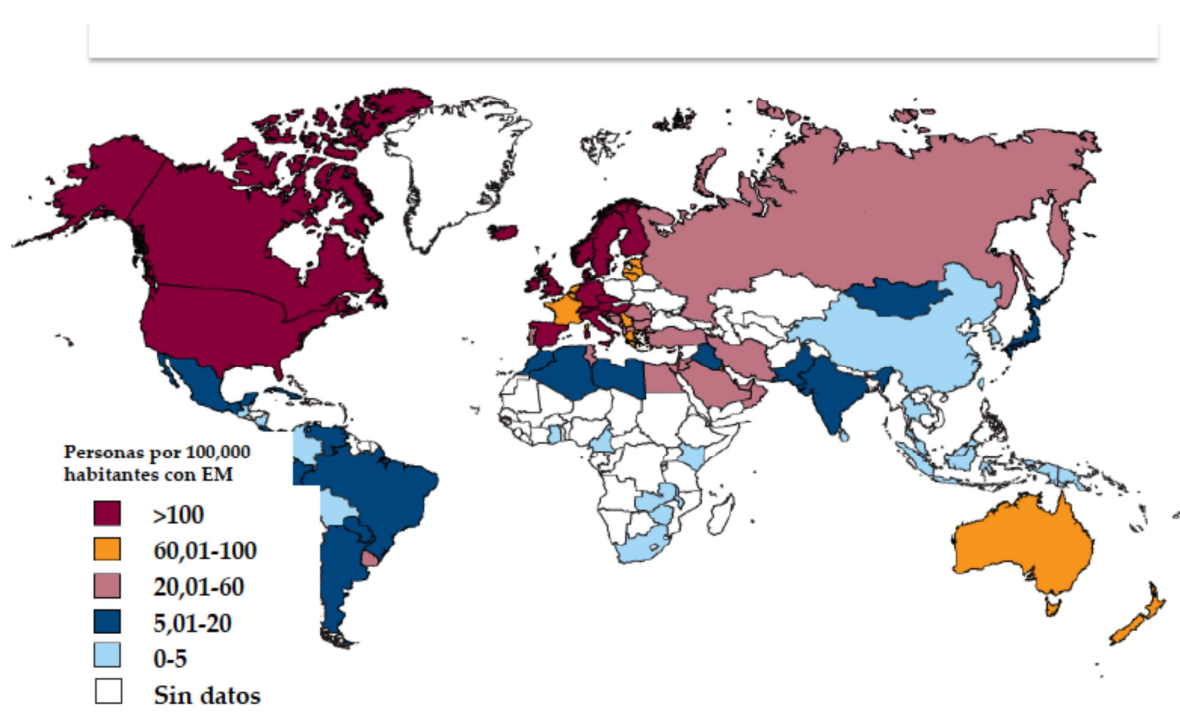 Personas por 100,000
habitantes con EM
>100
60,01-100
20,01-60
5,01-20
0-5
Sin datos